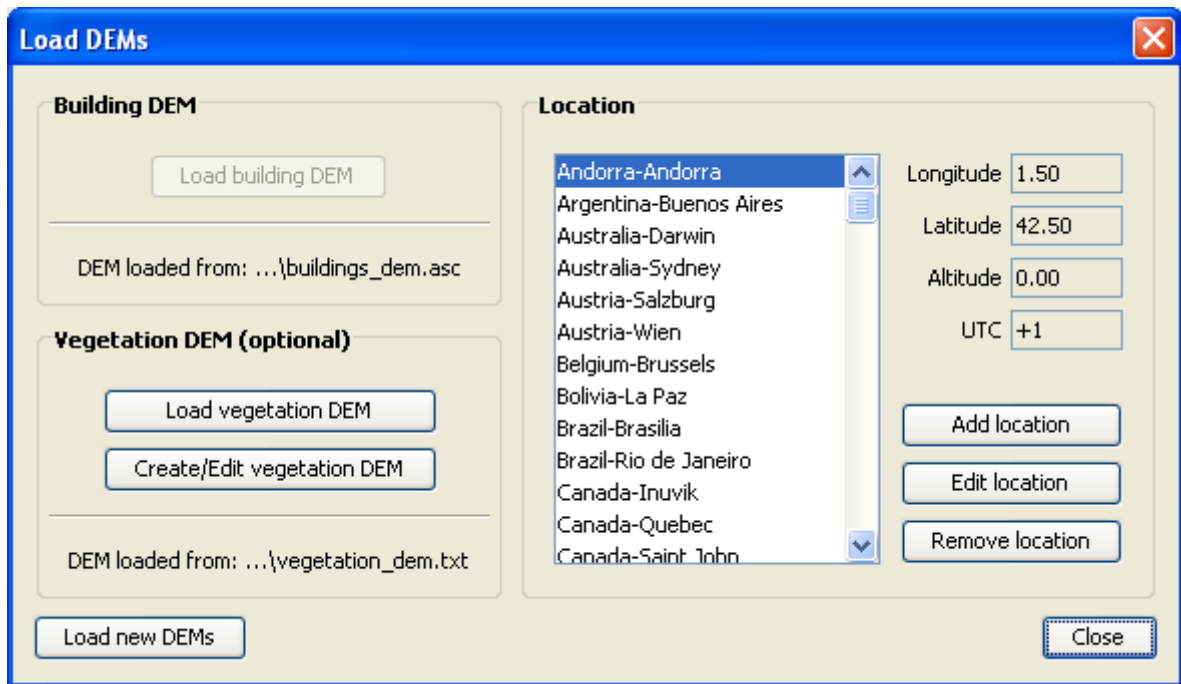 Load DEMs
Building DEM
Load building DEM
DEM loaded from: ...\buildings_dem.asc
Vegetation DEM (optional)
Load vegetation DEM
Create/Edit vegetation DEM
DEM loaded from: ...\vegetation_dem.txt
Location
Andorra-Andorra
Argentina-Buenos Aires
Australia-Darwin
Australia-Sydney
Austria-Salzburg
Austria-Wien
Belgium-Brussels
Bolivia-La Paz
Brazil-Brasilia
Brazil-Rio de Janeiro
Canada-Inuvik
Canada-Quebec
Canada-Saint John
Longitude 1.50
Latitude 42.50
Altitude 0.00
UTC +1
Add location
Edit location
Remove location
Load new DEMs
Close